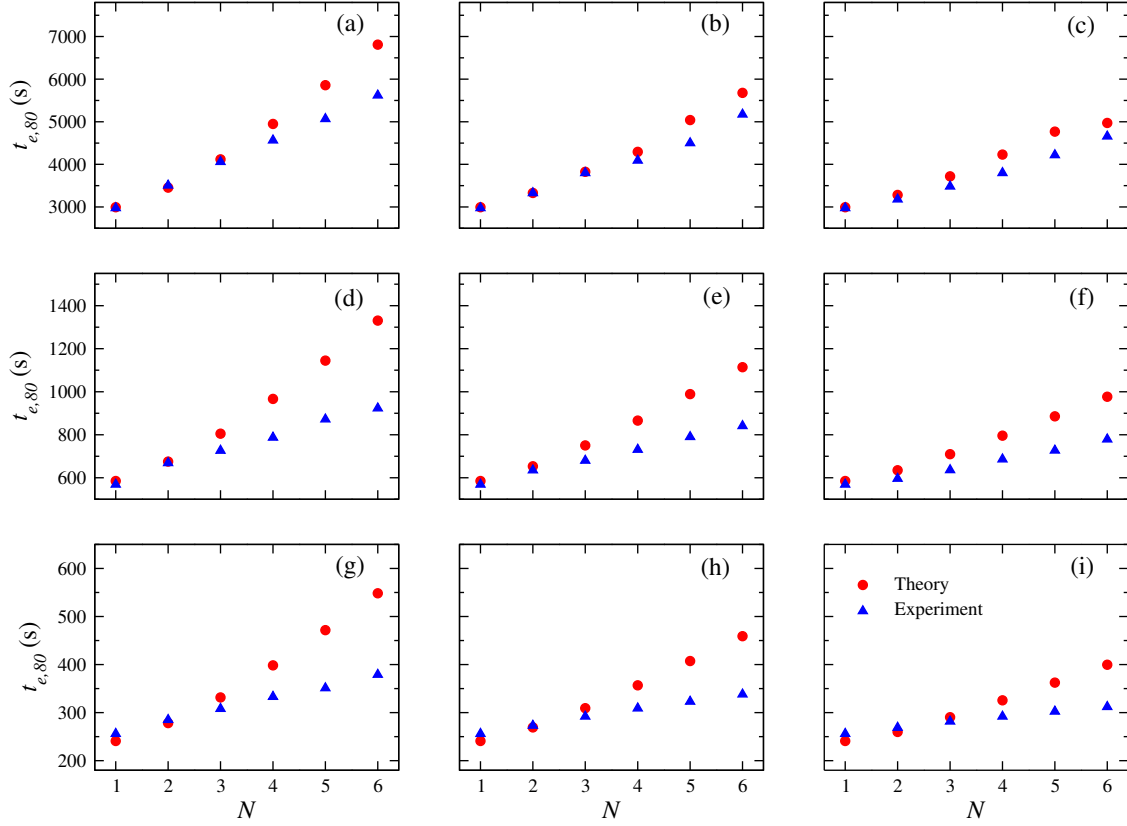 (a) (b) (c)
7000
6000
5000
4000
3000
t_{e,80} (s)
(d) (e) (f)
1400
1200
1000
800
600
t_{e,80} (s)
(g) (h) (i)
600
500
400
300
200
t_{e,80} (s)
Theory
Experiment
1 2 3 4 5 6 1 2 3 4 5 6 1 2 3 4 5 6
N N N